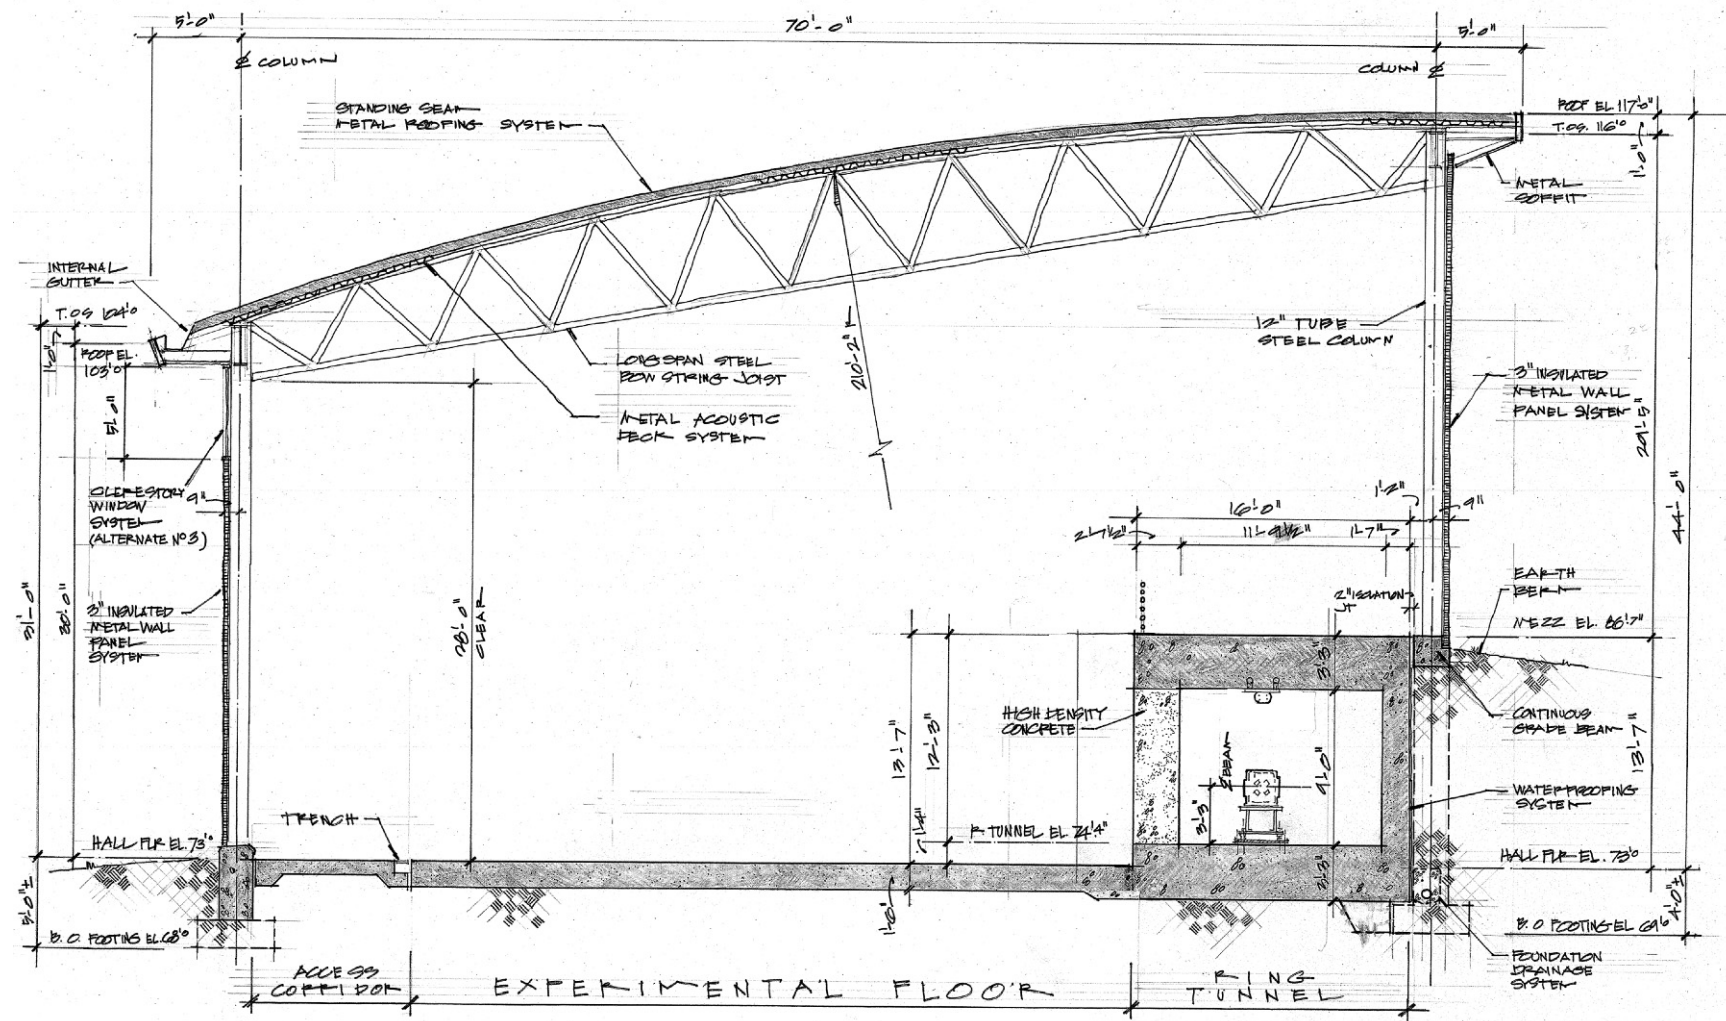 5'-0"
70'-0"
5'-0"
℄ COLUMN
COLUMN ℄
STANDING SEAM
METAL ROOFING SYSTEM
ROOF EL 117'0"
T.O.S. 116'0
1'-0"
METAL
SOFFIT
INTERNAL
GUTTER
T.O.S 104'0
1'-0"
ROOF EL.
103'0"
5'-0"
LONG SPAN STEEL
BOW STRING JOIST
METAL ACOUSTIC
DECK SYSTEM
210'-2" R
12" TUBE
STEEL COLUMN
3" INSULATED
METAL WALL
PANEL SYSTEM
29'-5"
44'-0"
CLERESTORY
WINDOW
SYSTEM
(ALTERNATE Nº3)
9"
1'-2"
9"
16'-0"
2'-7½"
11'-9½"
1'-7"
31'-0"
30'-0"
3" INSULATED
METAL WALL
PANEL
SYSTEM
28'-0"
CLEAR
2" ISOLATION
JT
EARTH
BERM
MEZZ EL. 86'7"
3'-3"
HIGH DENSITY
CONCRETE
CONTINUOUS
GRADE BEAM
13'-7"
12'-3"
13'-7"
℄ BEAM
9'-0"
3'-3"
WATERPROOFING
SYSTEM
TRENCH
1'-4"
R. TUNNEL EL 74'4"
HALL FLR EL. 73'0
HALL FLR EL. 73'0
3'-3"
1'-6"
5'-0"±
4'-0"±
B.O. FOOTING EL. 68'0
B.O FOOTING EL 69'0
FOUNDATION
DRAINAGE
SYSTEM
ACCESS
CORRIDOR
EXPERIMENTAL FLOOR
RING
TUNNEL